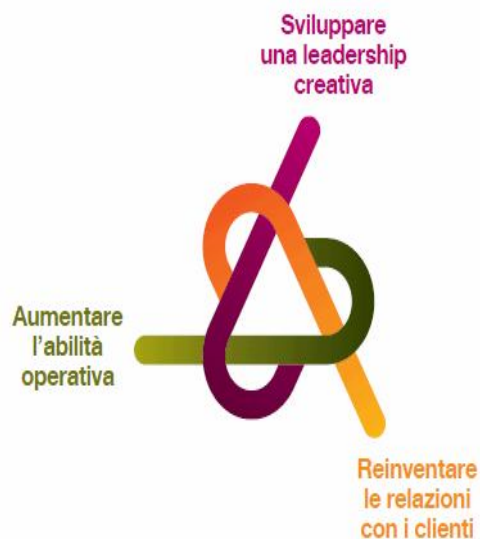 Sviluppare
una leadership
creativa
Aumentare
l'abilità
operativa
Reinventare
le relazioni
con i clienti